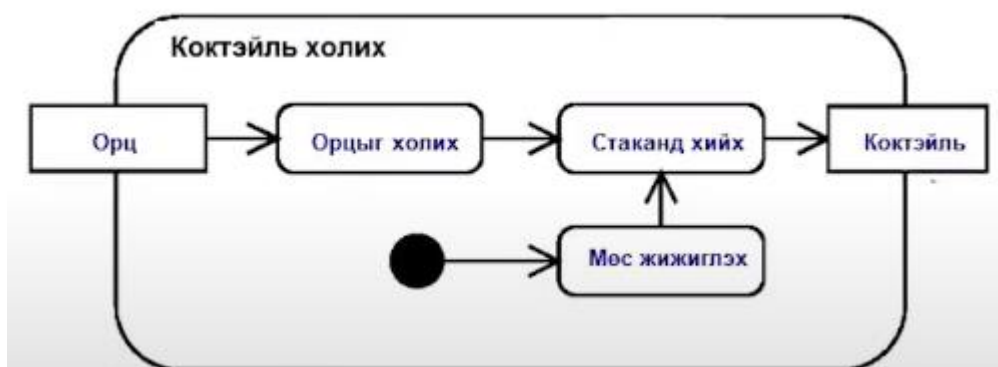 Коктэйль холих
Орц
Орцыг холих
Стаканд хийх
Коктэйль
Мөс жижиглэх